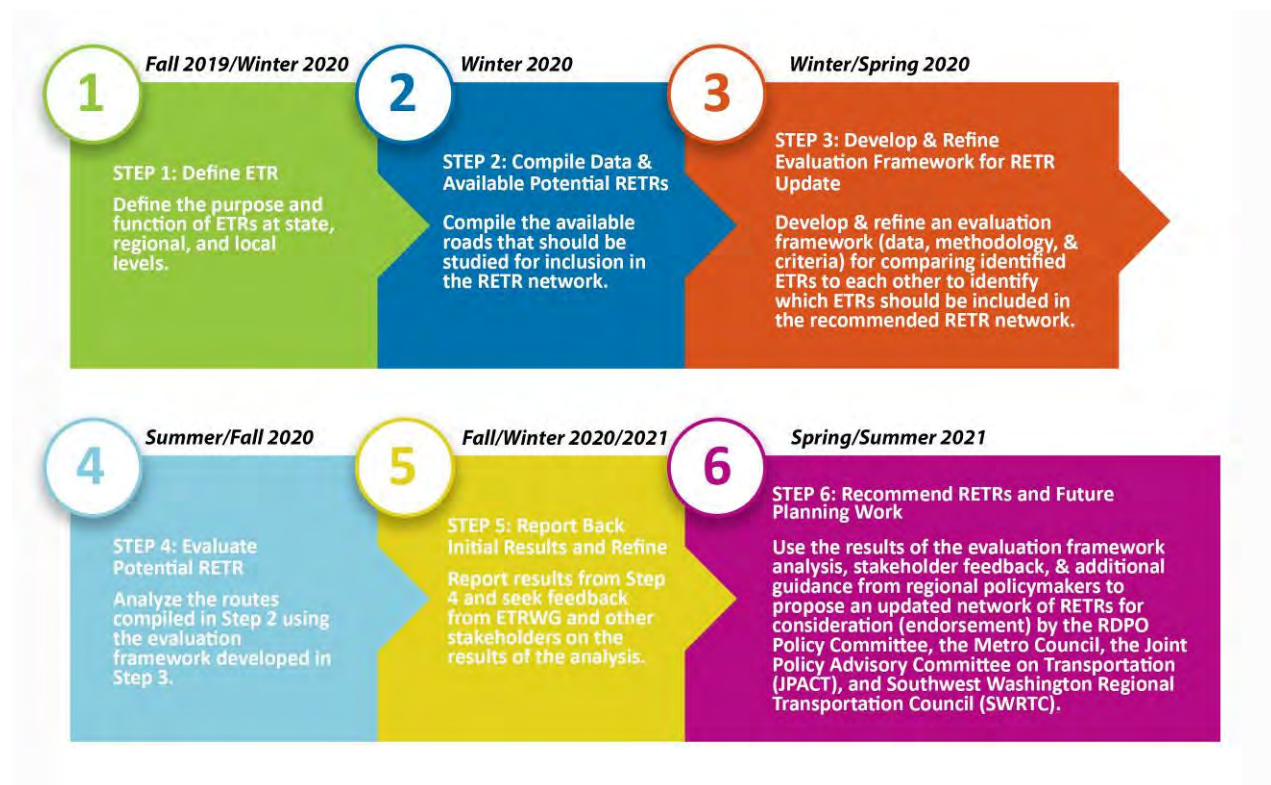 1
Fall 2019/Winter 2020
STEP 1: Define ETR
Define the purpose and
function of ETRs at state,
regional, and local
levels.
2
Winter 2020
STEP 2: Compile Data &
Available Potential RETRs
Compile the available
roads that should be
studied for inclusion in
the RETR network.
3
Winter/Spring 2020
STEP 3: Develop & Refine
Evaluation Framework for RETR
Update
Develop & refine an evaluation
framework (data, methodology, &
criteria) for comparing identified
ETRs to each other to identify
which ETRs should be included in
the recommended RETR network.
4
Summer/Fall 2020
STEP 4: Evaluate
Potential RETR
Analyze the routes
compiled in Step 2 using
the evaluation
framework developed in
Step 3.
5
Fall/Winter 2020/2021
STEP 5: Report Back
Initial Results and Refine
Report results from Step
4 and seek feedback
from ETRWG and other
stakeholders on the
results of the analysis.
6
Spring/Summer 2021
STEP 6: Recommend RETRs and Future
Planning Work
Use the results of the evaluation framework
analysis, stakeholder feedback, & additional
guidance from regional policymakers to
propose an updated network of RETRs for
consideration (endorsement) by the RDPO
Policy Committee, the Metro Council, the Joint
Policy Advisory Committee on Transportation
(JPACT), and Southwest Washington Regional
Transportation Council (SWRTC).